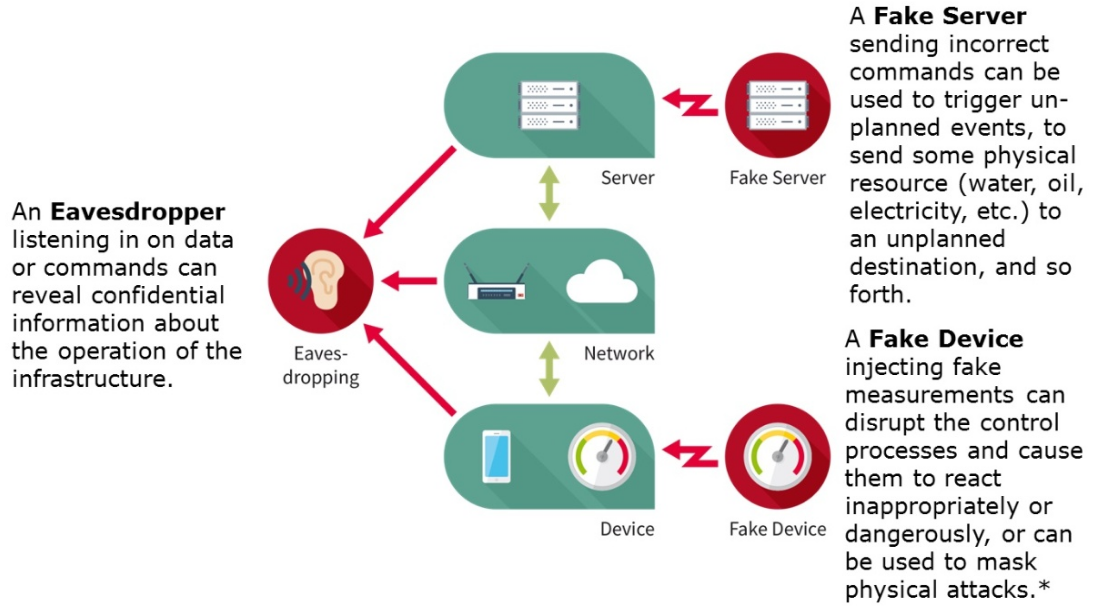 An Eavesdropper
listening in on data
or commands can
reveal confidential
information about
the operation of the
infrastructure.
Server
Fake Server
Eaves-
dropping
Network
Device
Fake Device
A Fake Server
sending incorrect
commands can be
used to trigger un-
planned events, to
send some physical
resource (water, oil,
electricity, etc.) to
an unplanned
destination, and so
forth.
A Fake Device
injecting fake
measurements can
disrupt the control
processes and cause
them to react
inappropriately or
dangerously, or can
be used to mask
physical attacks.*